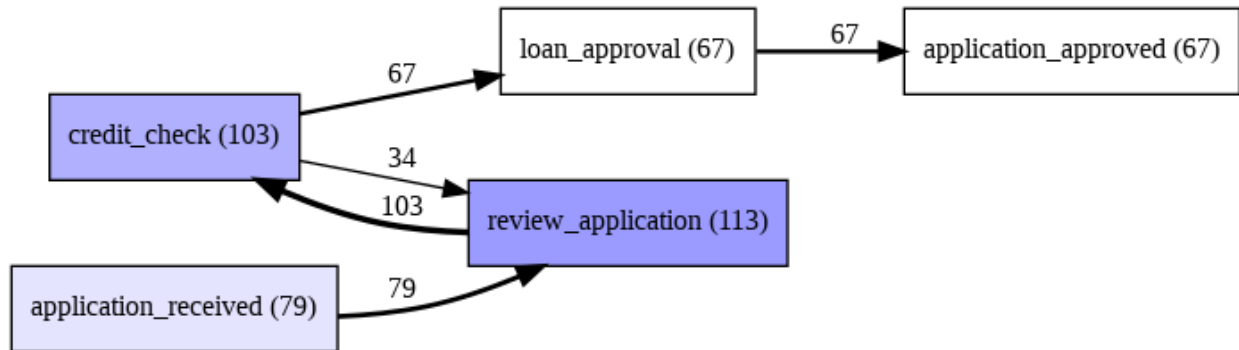 67
loan_approval (67)
67
application_approved (67)
credit_check (103)
34
103
review_application (113)
application_received (79)
79